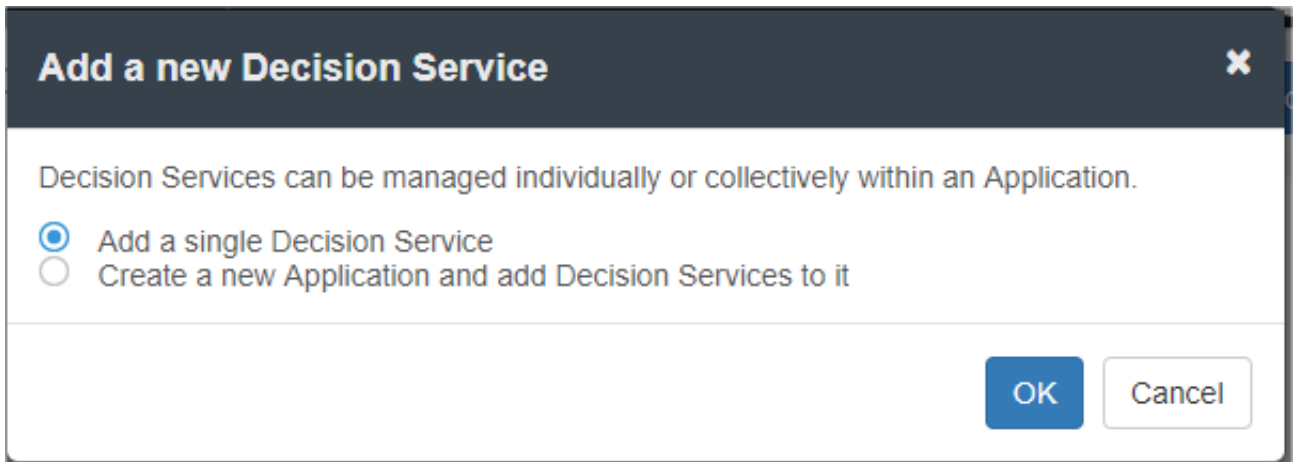 Add a new Decision Service
Decision Services can be managed individually or collectively within an Application.
Add a single Decision Service
Create a new Application and add Decision Services to it
OK
Cancel